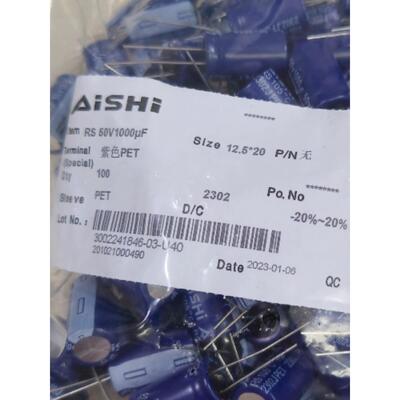 AiSHi
********
Item RS 50V1000µF
Size 12.5*20 P/N 无
Terminal (Special) 紫色PET
Qty 100
********
Sleeve PET
2302
Po.No
D/C
-20%~20%
Lot No.:
3002241846-03-U40
201021000490
Date 2023-01-06
QC